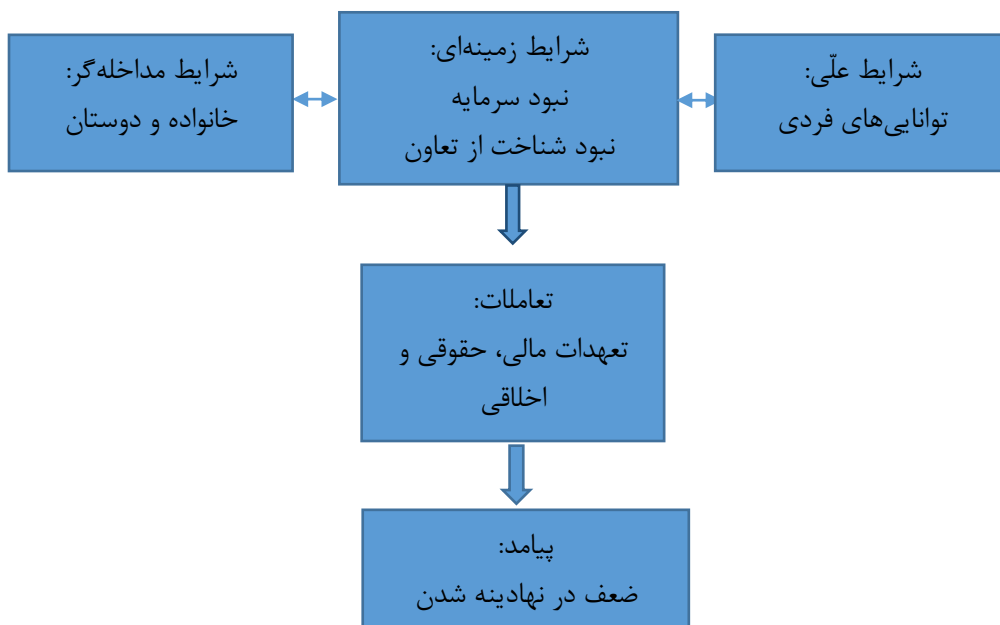 شرایط علّی:
توانایی‌های فردی
شرایط زمینه‌ای:
نبود سرمایه
نبود شناخت از تعاون
شرایط مداخله‌گر:
خانواده و دوستان
تعاملات:
تعهدات مالی، حقوقی و
اخلاقی
پیامد:
ضعف در نهادینه شدن